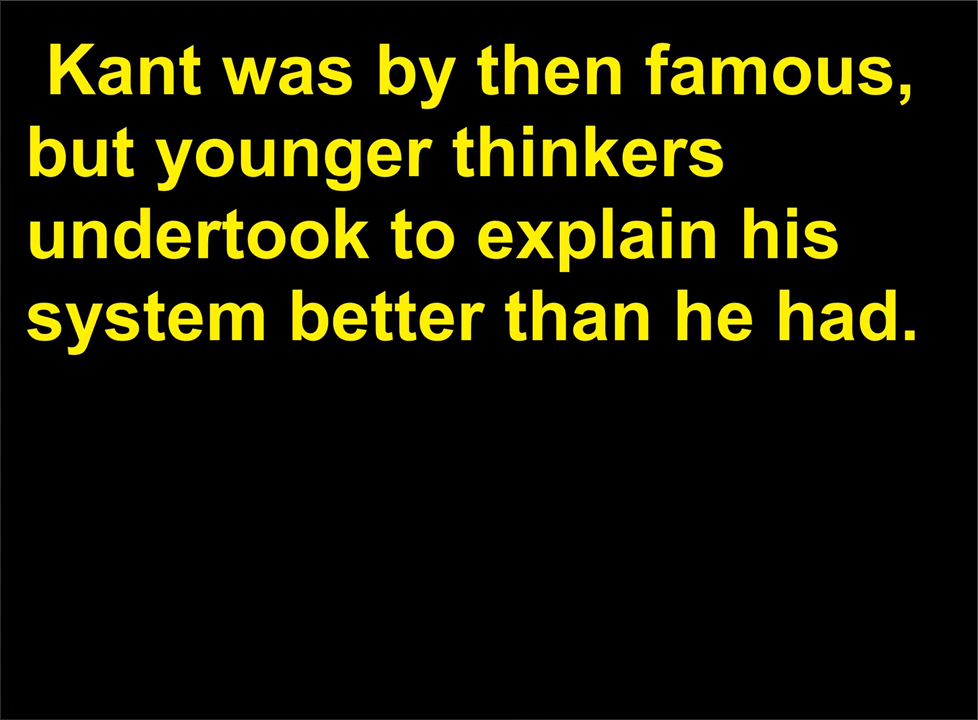 Kant was by then famous,
but younger thinkers
undertook to explain his
system better than he had.